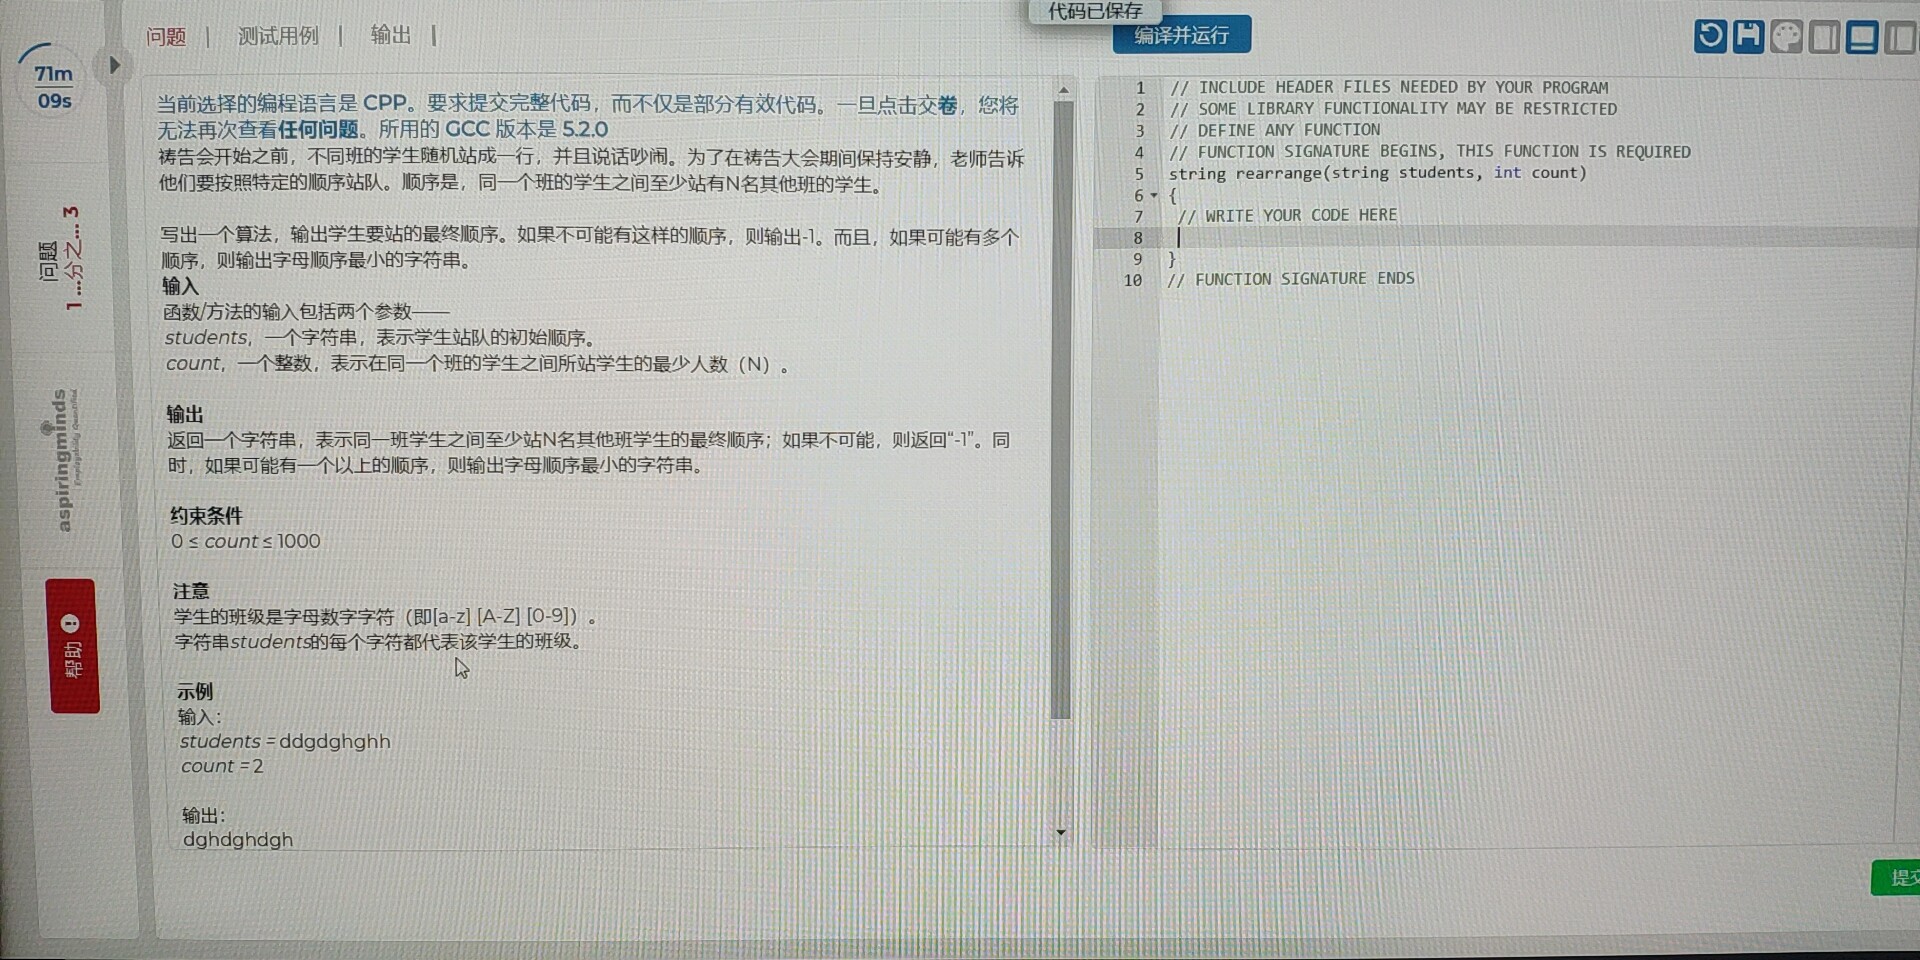 代码已保存
问题 | 测试用例 | 输出 |
编译并运行
71m
09s
问题
1 ...分之... 3
aspiringminds
Employability Quantified
帮助
当前选择的编程语言是 CPP。要求提交完整代码，而不仅是部分有效代码。一旦点击交卷，您将
无法再次查看任何问题。所用的 GCC 版本是 5.2.0
祷告会开始之前，不同班的学生随机站成一行，并且说话吵闹。为了在祷告大会期间保持安静，老师告诉
他们要按照特定的顺序站队。顺序是，同一个班的学生之间至少站有N名其他班的学生。
写出一个算法，输出学生要站的最终顺序。如果不可能有这样的顺序，则输出-1。而且，如果可能有多个
顺序，则输出字母顺序最小的字符串。
输入
函数/方法的输入包括两个参数——
students，一个字符串，表示学生站队的初始顺序。
count，一个整数，表示在同一个班的学生之间所站学生的最少人数（N）。
输出
返回一个字符串，表示同一班学生之间至少站N名其他班学生的最终顺序；如果不可能，则返回“-1”。同
时，如果可能有一个以上的顺序，则输出字母顺序最小的字符串。
约束条件
0 ≤ count ≤ 1000
注意
学生的班级是字母数字字符（即[a-z] [A-Z] [0-9]）。
字符串students的每个字符都代表该学生的班级。
示例
输入：
students = ddgdghghh
count = 2
输出：
dghdghdgh
1 // INCLUDE HEADER FILES NEEDED BY YOUR PROGRAM
2 // SOME LIBRARY FUNCTIONALITY MAY BE RESTRICTED
3 // DEFINE ANY FUNCTION
4 // FUNCTION SIGNATURE BEGINS, THIS FUNCTION IS REQUIRED
5 string rearrange(string students, int count)
6 {
7 // WRITE YOUR CODE HERE
8
9 }
10 // FUNCTION SIGNATURE ENDS
提交